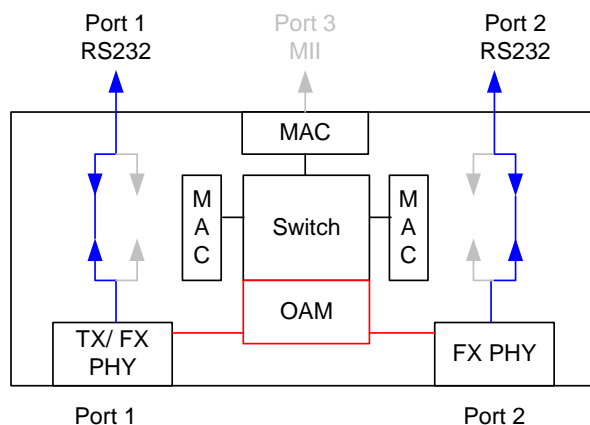 Port 1
RS232
Port 3
MII
Port 2
RS232
MAC
M
A
C
Switch
M
A
C
OAM
TX/ FX
PHY
FX PHY
Port 1
Port 2